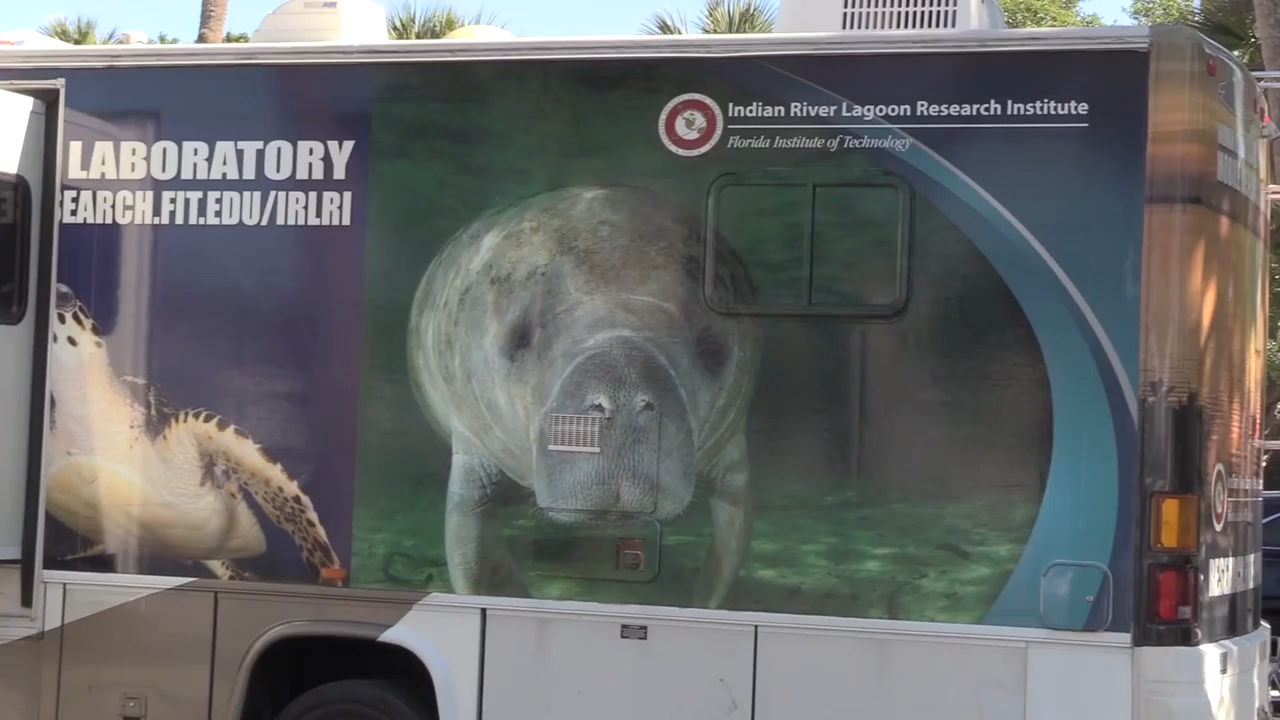 LABORATORY
SEARCH.FIT.EDU/IRLRI
Indian River Lagoon Research Institute
Florida Institute of Technology